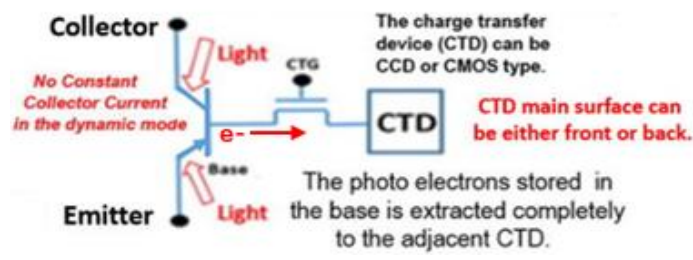 Collector
Light
No Constant
Collector Current
in the dynamic mode
CTG
The charge transfer
device (CTD) can be
CCD or CMOS type.
e-
CTD
CTD main surface can
be either front or back.
Base
Emitter
Light
The photo electrons stored in
the base is extracted completely
to the adjacent CTD.